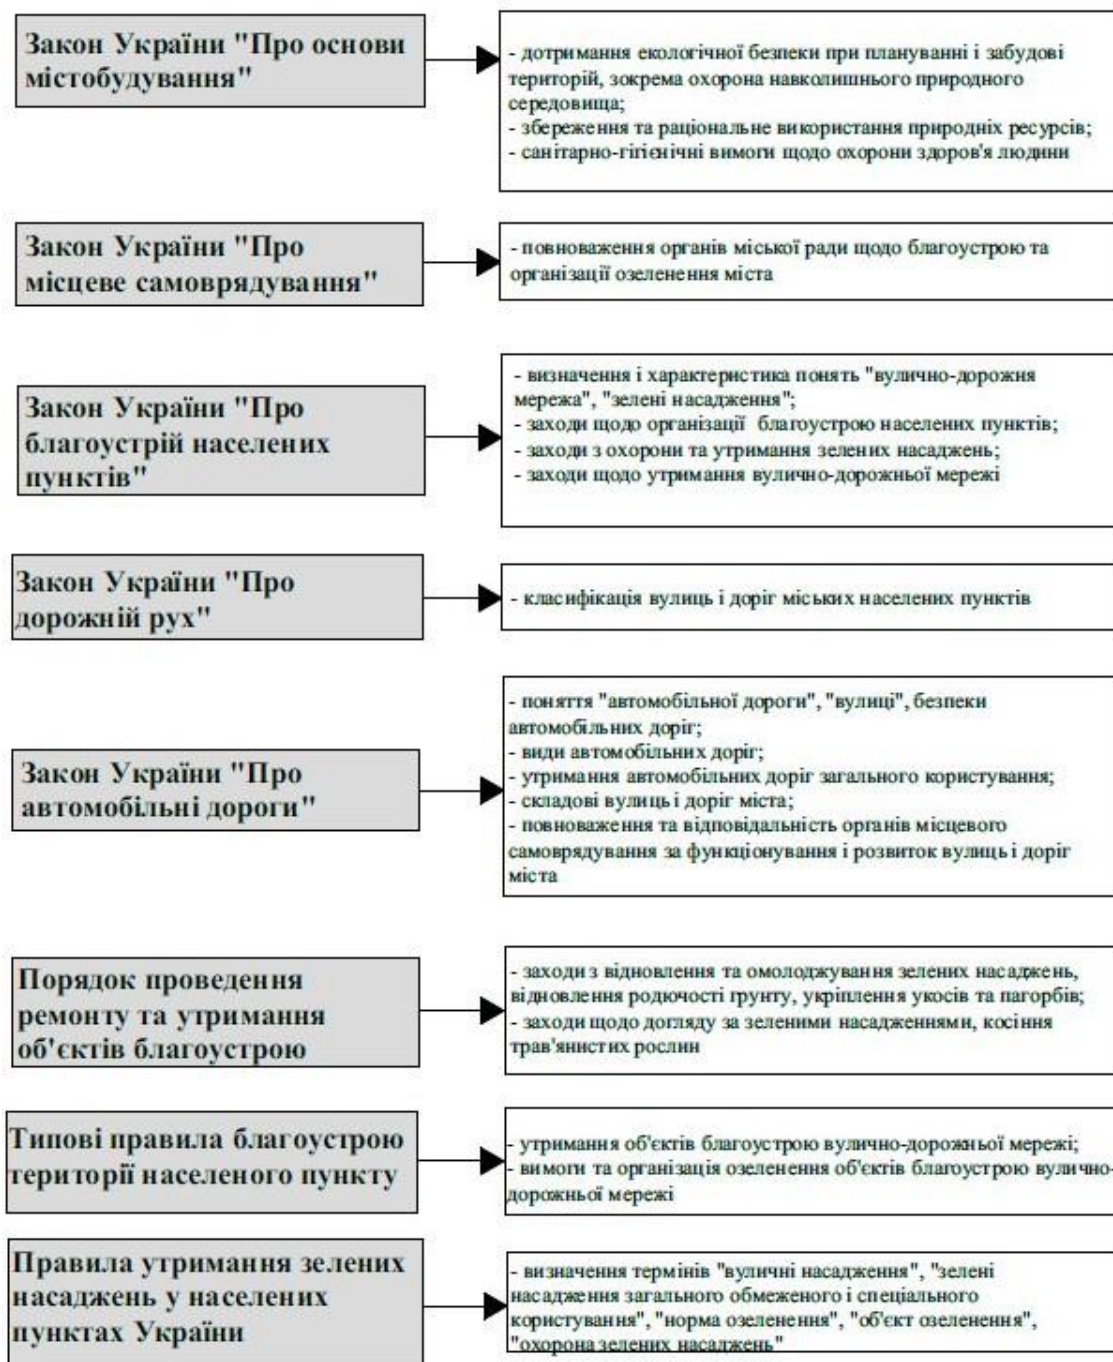 Закон України "Про основи
містобудування"
- дотримання екологічної безпеки при плануванні і забудові
територій, зокрема охорона навколишнього природного
середовища;
- збереження та раціональне використання природніх ресурсів;
- санітарно-гігієнічні вимоги щодо охорони здоров'я людини
Закон України "Про
місцеве самоврядування"
- повноваження органів міської ради щодо благоустрою та
організації озеленення міста
Закон України "Про
благоустрій населених
пунктів"
- визначення і характеристика понять "вулично-дорожня
мережа", "зелені насадження";
- заходи щодо організації благоустрою населених пунктів;
- заходи з охорони та утримання зелених насаджень;
- заходи щодо утримання вулично-дорожньої мережі
Закон України "Про
дорожній рух"
- класифікація вулиць і доріг міських населених пунктів
Закон України "Про
автомобільні дороги"
- поняття "автомобільної дороги", "вулиці", безпеки
автомобільних доріг;
- види автомобільних доріг;
- утримання автомобільних доріг загального користування;
- складові вулиць і доріг міста;
- повноваження та відповідальність органів місцевого
самоврядування за функціонування і розвиток вулиць і доріг
міста
Порядок проведення
ремонту та утримання
об'єктів благоустрою
- заходи з відновлення та омолоджування зелених насаджень,
відновлення родючості ґрунту, укріплення укосів та пагорбів;
- заходи щодо догляду за зеленими насадженнями, косіння
трав'янистих рослин
Типові правила благоустрою
території населеного пункту
- утримання об'єктів благоустрою вулично-дорожньої мережі;
- вимоги та організація озеленення об'єктів благоустрою вулично-
дорожньої мережі
Правила утримання зелених
насаджень у населених
пунктах України
- визначення термінів "вуличні насадження", "зелені
насадження загального обмеженого і спеціального
користування", "норма озеленення", "об'єкт озеленення",
"охорона зелених насаджень"